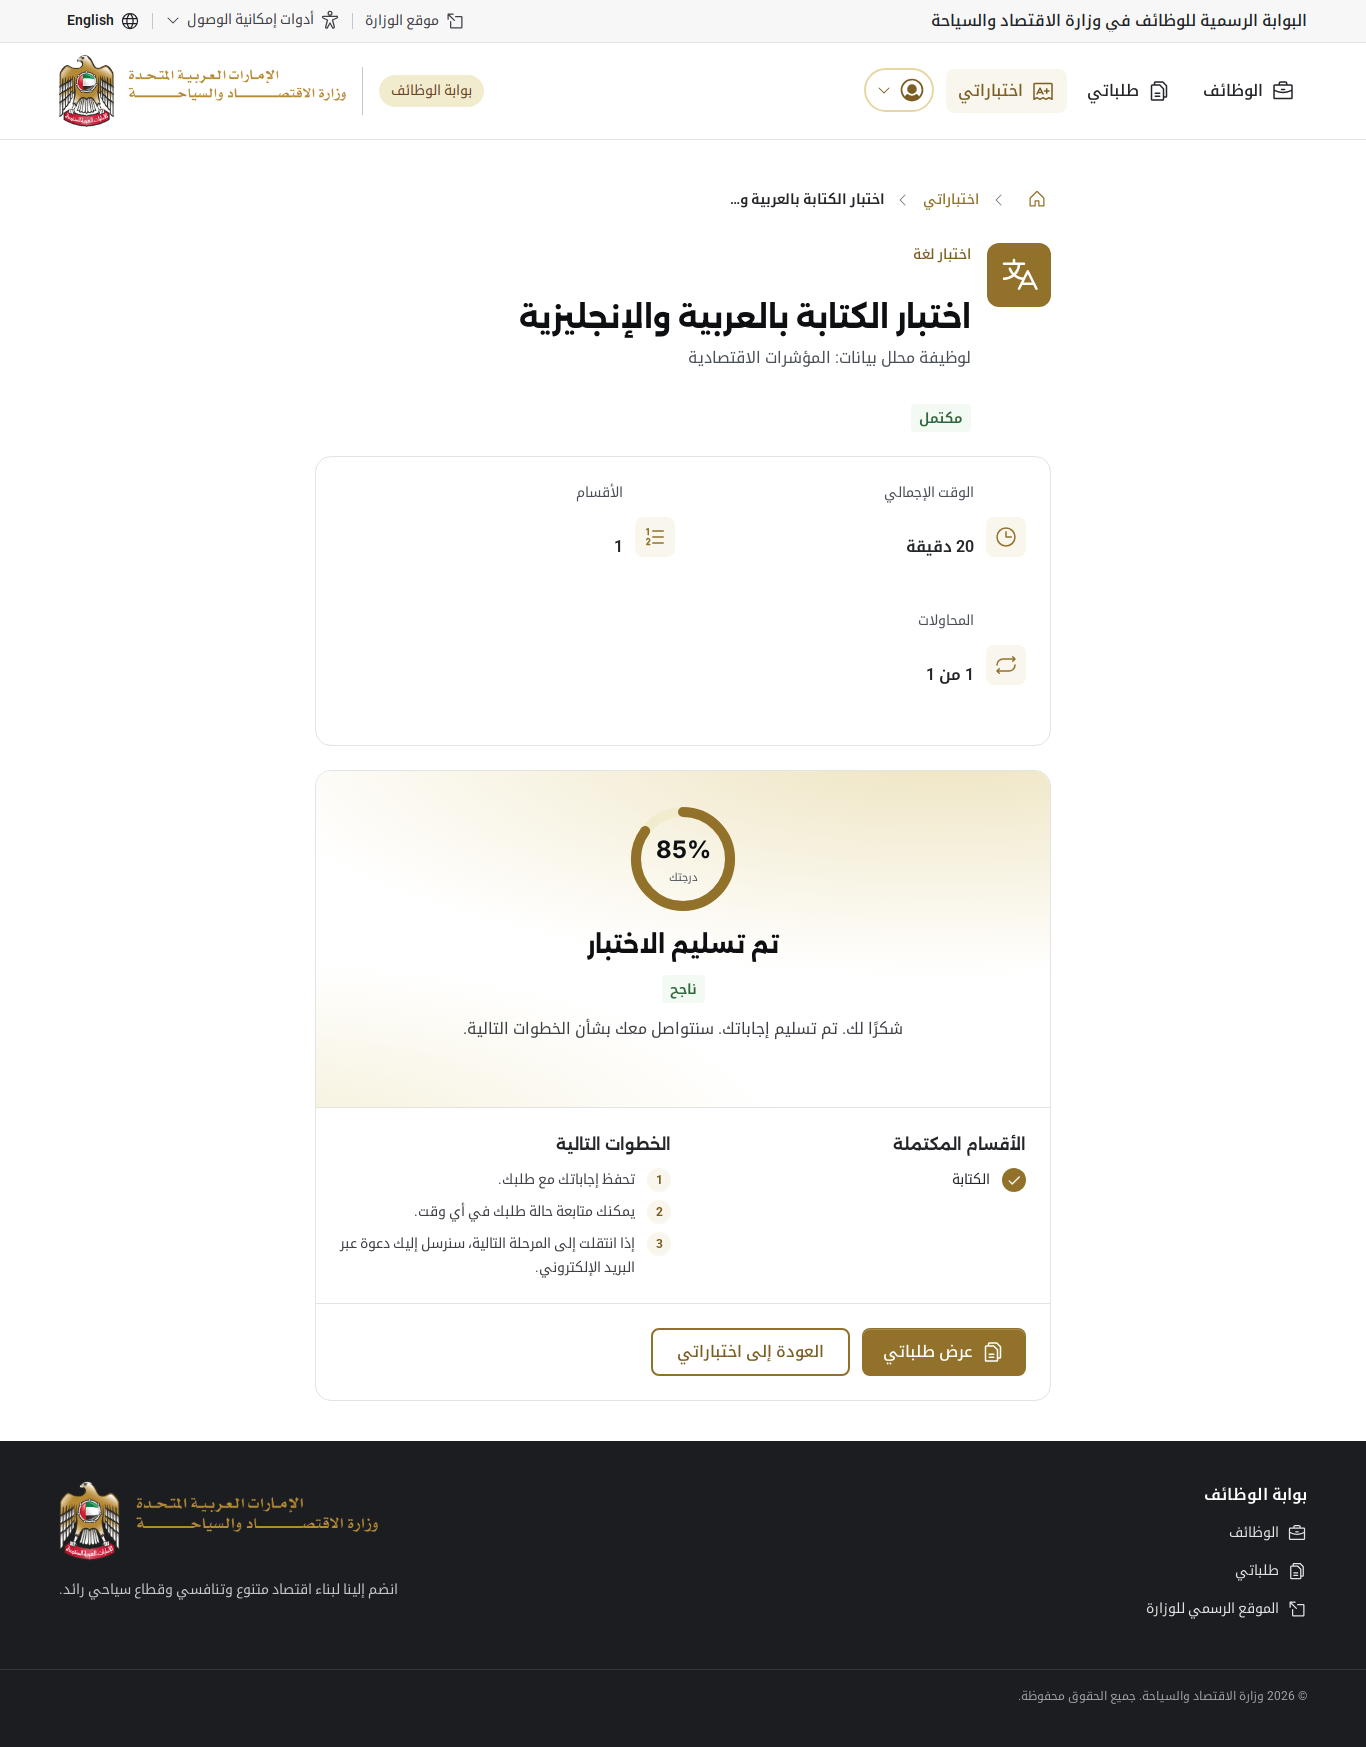 البوابة الرسمية للوظائف في وزارة الاقتصاد والسياحة
موقع الوزارة
أدوات إمكانية الوصول
English
الوظائف
طلباتي
اختباراتي
بوابة الوظائف
الإمارات العربية المتحدة
وزارة الاقتصاد والسياحة
اختباراتي
اختبار الكتابة بالعربية و...
اختبار لغة
اختبار الكتابة بالعربية والإنجليزية
لوظيفة محلل بيانات: المؤشرات الاقتصادية
مكتمل
الوقت الإجمالي
20 دقيقة
الأقسام
1
المحاولات
1 من 1
85%
درجتك
تم تسليم الاختبار
ناجح
شكرًا لك. تم تسليم إجاباتك. سنتواصل معك بشأن الخطوات التالية.
الأقسام المكتملة
الكتابة
الخطوات التالية
1 تحفظ إجاباتك مع طلبك.
2 يمكنك متابعة حالة طلبك في أي وقت.
3 إذا انتقلت إلى المرحلة التالية، سنرسل إليك دعوة عبر
البريد الإلكتروني.
عرض طلباتي
العودة إلى اختباراتي
بوابة الوظائف
الوظائف
طلباتي
الموقع الرسمي للوزارة
الإمارات العربية المتحدة
وزارة الاقتصاد والسياحة
انضم إلينا لبناء اقتصاد متنوع وتنافسي وقطاع سياحي رائد.
© 2026 وزارة الاقتصاد والسياحة. جميع الحقوق محفوظة.